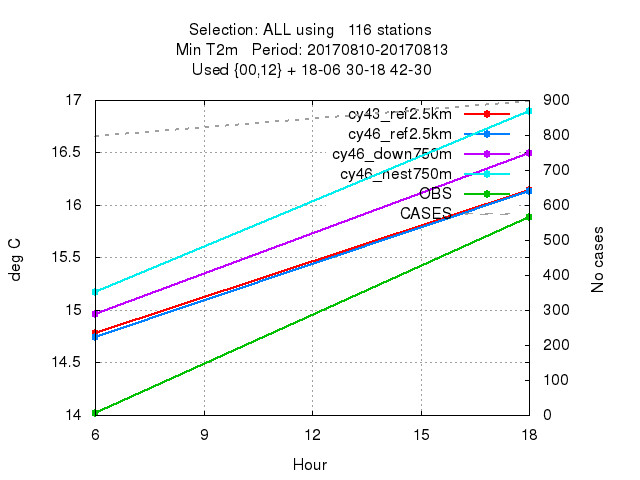 Selection: ALL using   116 stations
Min T2m   Period: 20170810-20170813
Used {00,12} + 18-06 30-18 42-30
17
16.5
16
15.5
15
14.5
14
deg C
900
800
700
600
500
400
300
200
100
0
No cases
cy43_ref2.5km
cy46_ref2.5km
cy46_down750m
cy46_nest750m
OBS
CASES
6
9
12
15
18
Hour